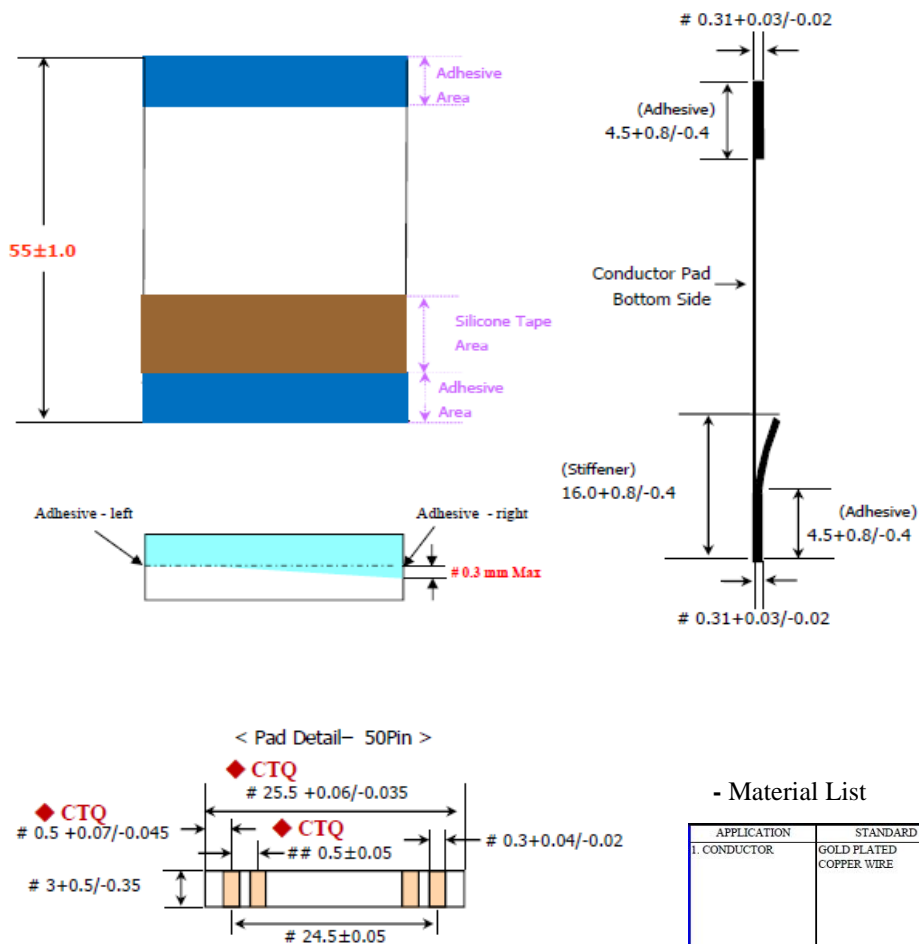 # 0.31+0.03/-0.02
Adhesive
Area
(Adhesive)
4.5+0.8/-0.4
55±1.0
Conductor Pad
Bottom Side
Silicone Tape
Area
Adhesive
Area
(Stiffener)
16.0+0.8/-0.4
(Adhesive)
4.5+0.8/-0.4
Adhesive - left
Adhesive - right
# 0.3 mm Max
# 0.31+0.03/-0.02
< Pad Detail− 50Pin >
◆ CTQ
# 25.5 +0.06/-0.035
◆ CTQ
# 0.5 +0.07/-0.045
◆ CTQ
## 0.5±0.05
# 0.3+0.04/-0.02
# 3+0.5/-0.35
# 24.5±0.05
- Material List
APPLICATION STANDARD
1. CONDUCTOR GOLD PLATED
COPPER WIRE